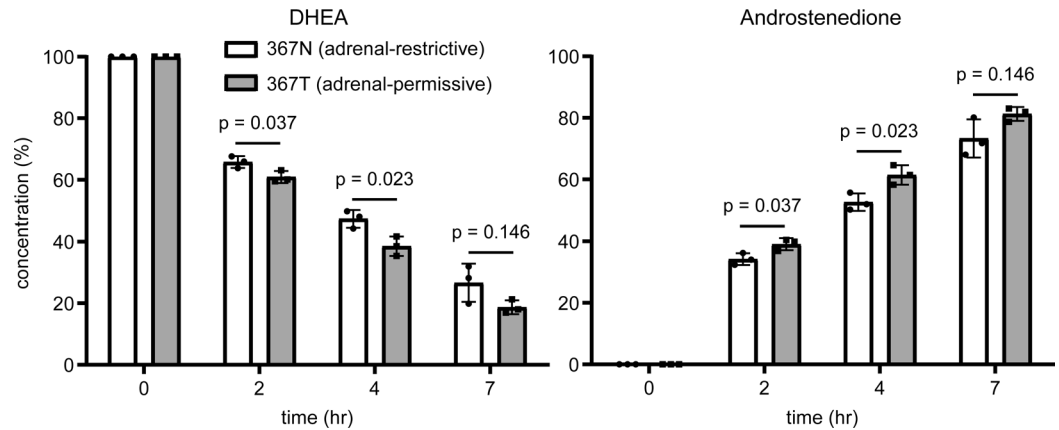 DHEA
367N (adrenal-restrictive)
367T (adrenal-permissive)
concentration (%)
100
80
60
40
20
0
p = 0.037
p = 0.023
p = 0.146
0 2 4 7
time (hr)
Androstenedione
100
80
60
40
20
0
p = 0.037
p = 0.023
p = 0.146
0 2 4 7
time (hr)